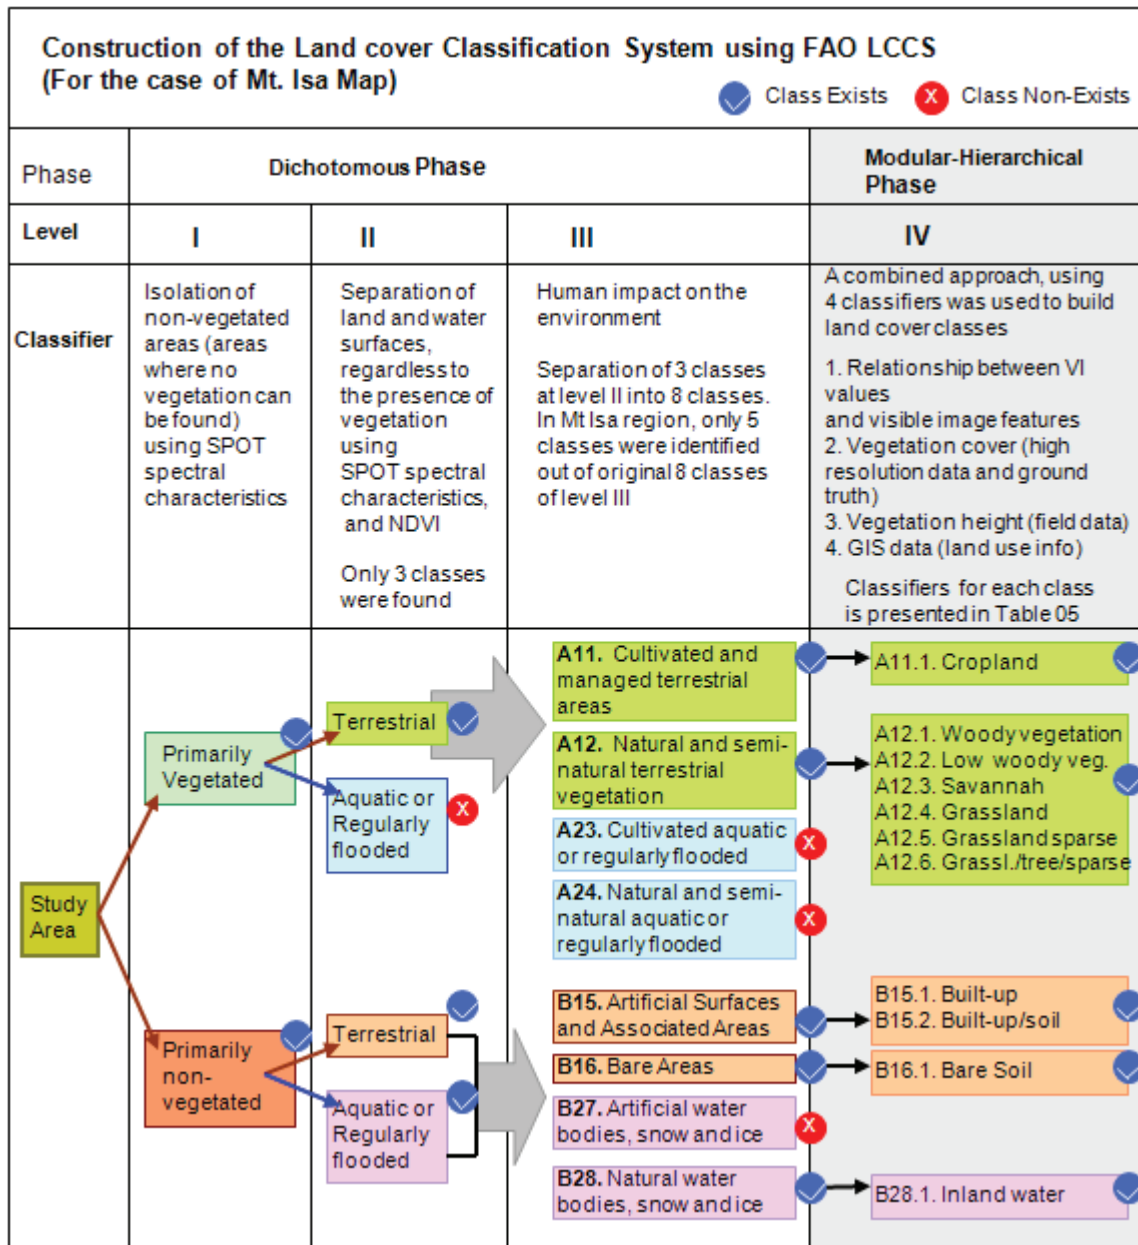 Construction of the Land cover Classification System using FAO LCCS
(For the case of Mt. Isa Map)
Class Exists
X Class Non-Exists
Phase
Dichotomous Phase
Modular-Hierarchical
Phase
Level
I
II
III
IV
Classifier
Isolation of
non-vegetated
areas (areas
where no
vegetation can
be found)
using SPOT
spectral
characteristics
Separation of
land and water
surfaces,
regardless to
the presence of
vegetation
using
SPOT spectral
characteristics,
and NDVI
Only 3 classes
were found
Human impact on the
environment
Separation of 3 classes
at level II into 8 classes.
In Mt Isa region, only 5
classes were identified
out of original 8 classes
of level III
A combined approach, using
4 classifiers was used to build
land cover classes
1. Relationship between VI
values
and visible image features
2. Vegetation cover (high
resolution data and ground
truth)
3. Vegetation height (field data)
4. GIS data (land use info)
Classifiers for each class
is presented in Table 05
Study
Area
Primarily
Vegetated
Primarily
non-
vegetated
Terrestrial
Aquatic or
Regularly
flooded
X
Terrestrial
Aquatic or
Regularly
flooded
A11. Cultivated and
managed terrestrial
areas
A12. Natural and semi-
natural terrestrial
vegetation
A23. Cultivated aquatic
or regularly flooded
X
A24. Natural and semi-
natural aquatic or
regularly flooded
X
B15. Artificial Surfaces
and Associated Areas
B16. Bare Areas
B27. Artificial water
bodies, snow and ice
X
B28. Natural water
bodies, snow and ice
A11.1. Cropland
A12.1. Woody vegetation
A12.2. Low woody veg.
A12.3. Savannah
A12.4. Grassland
A12.5. Grassland sparse
A12.6. Grassl./tree/sparse
B15.1. Built-up
B15.2. Built-up/soil
B16.1. Bare Soil
B28.1. Inland water